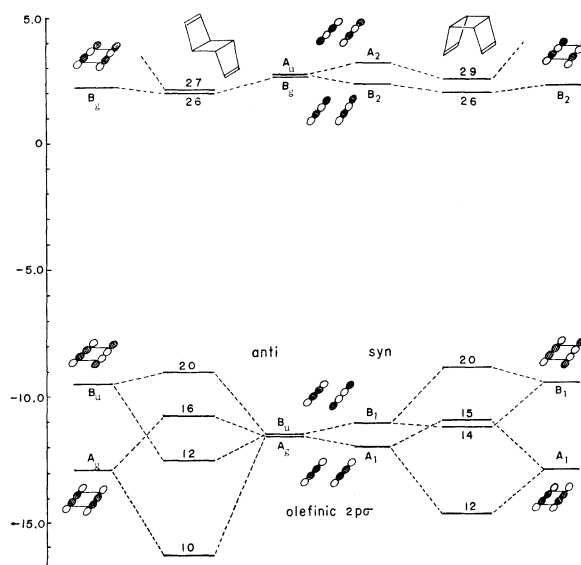 5.0
A_u A_2
27 29
B_g 26 B_g B_2 26 B_2
0
-5.0
anti syn
20 20
B_u B_1
-10.0
16 B_u B_1 15
14
A_g 12 A_g A_1 A_1
olefinic 2pσ 12
-15.0
10